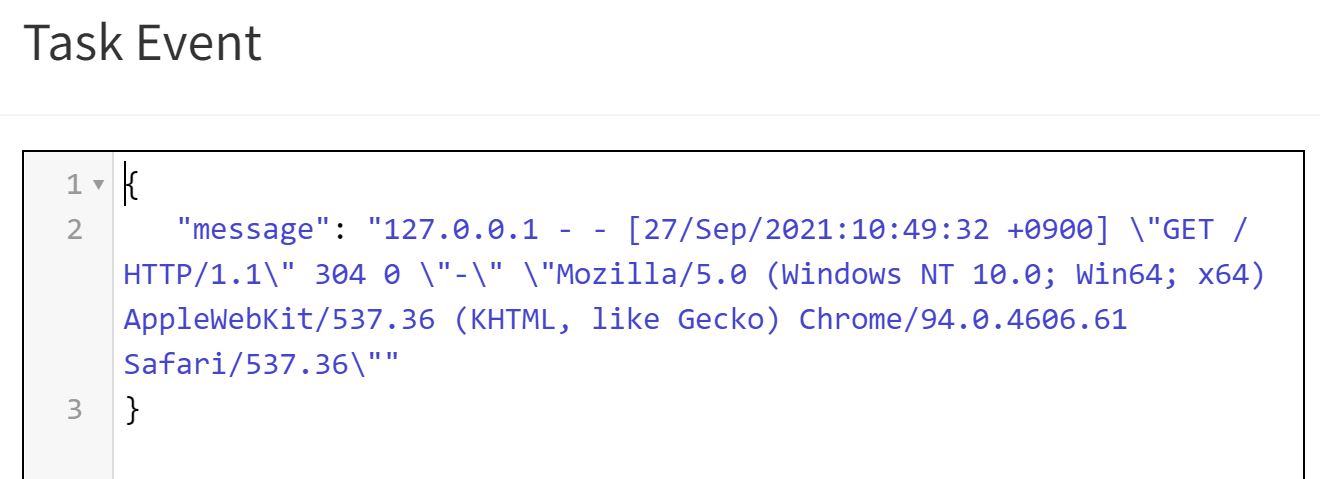 Task Event
1 ▼ {
2 "message": "127.0.0.1 - - [27/Sep/2021:10:49:32 +0900] \"GET /
HTTP/1.1\" 304 0 \"-\" \"Mozilla/5.0 (Windows NT 10.0; Win64; x64)
AppleWebKit/537.36 (KHTML, like Gecko) Chrome/94.0.4606.61
Safari/537.36\""
3 }